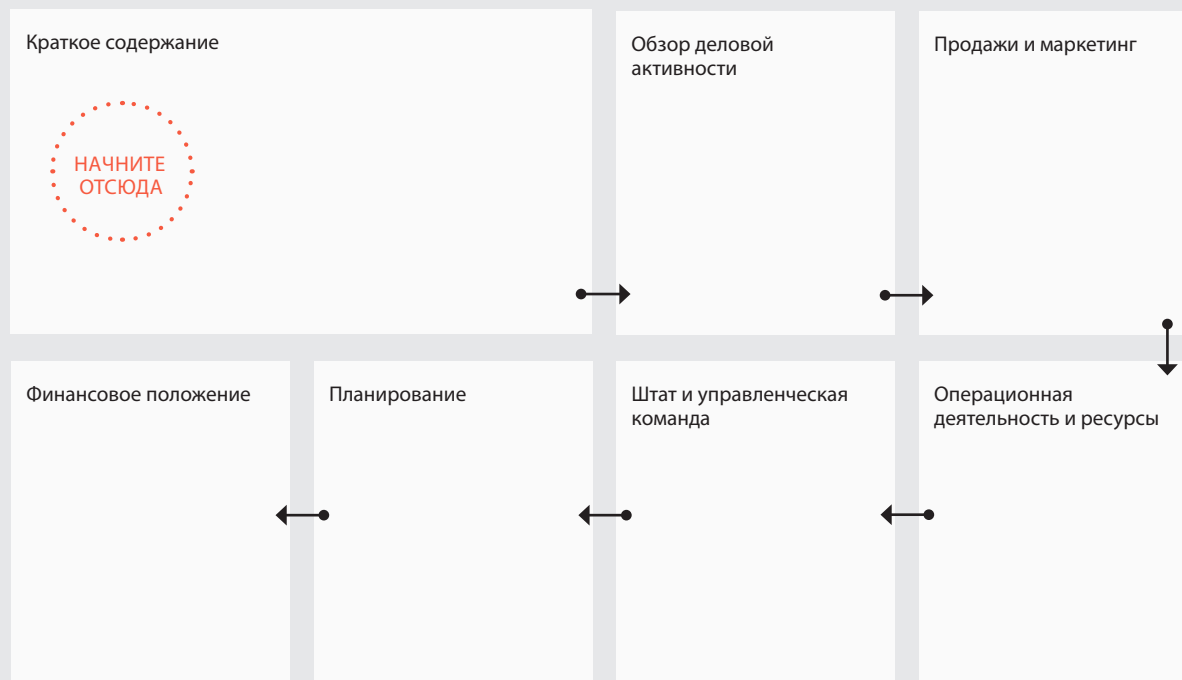 Краткое содержание
НАЧНИТЕ
ОТСЮДА
Обзор деловой
активности
Продажи и маркетинг
Финансовое положение
Планирование
Штат и управленческая
команда
Операционная
деятельность и ресурсы